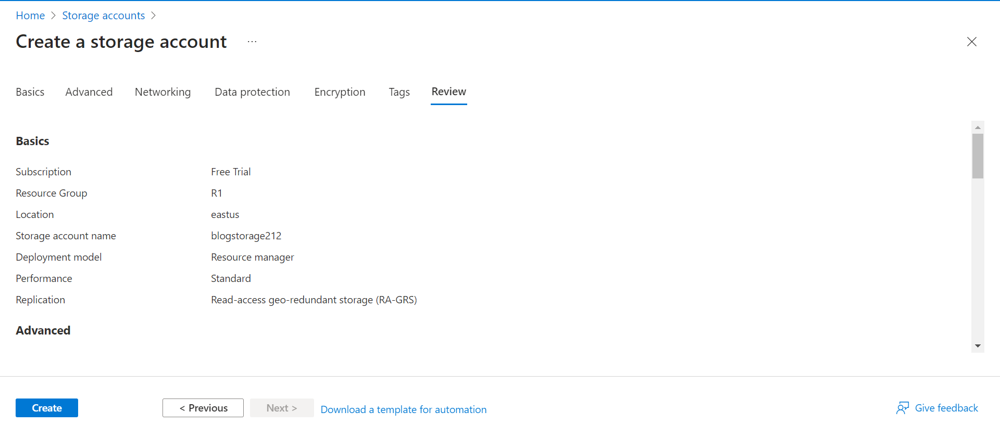 Home > Storage accounts >
Create a storage account ...
Basics Advanced Networking Data protection Encryption Tags Review
Basics
Subscription Free Trial
Resource Group R1
Location eastus
Storage account name blogstorage212
Deployment model Resource manager
Performance Standard
Replication Read-access geo-redundant storage (RA-GRS)
Advanced
Create < Previous Next > Download a template for automation Give feedback